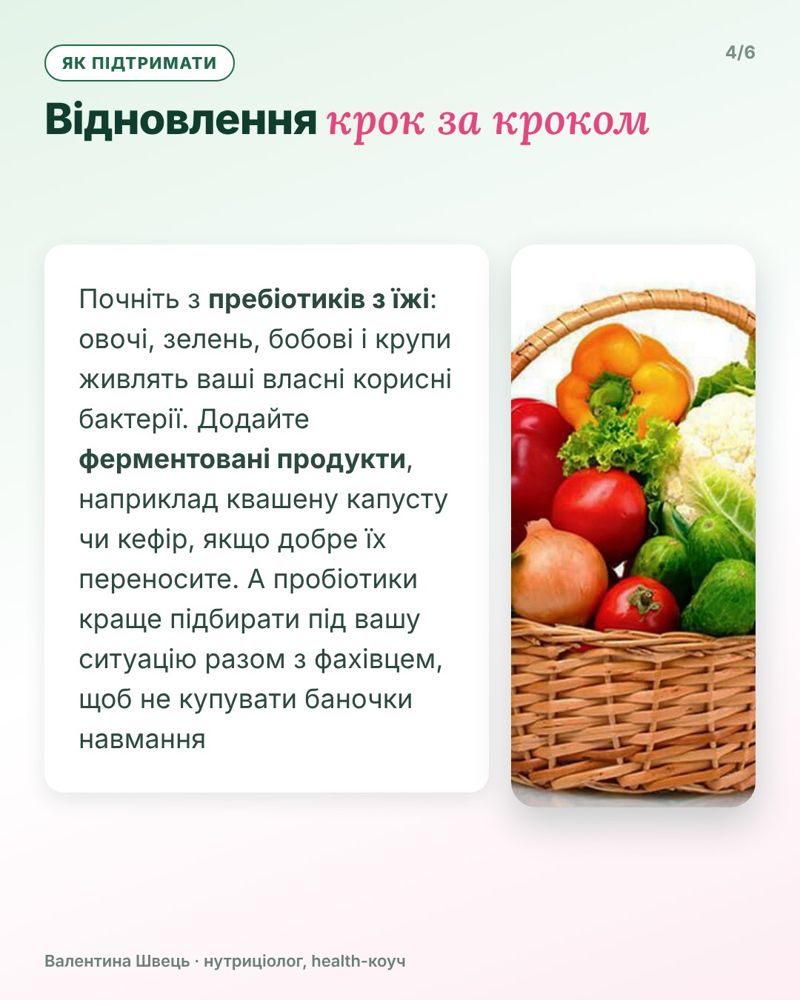 ЯК ПІДТРИМАТИ
4/6
Відновлення крок за кроком
Почніть з пребіотиків з їжі:
овочі, зелень, бобові і крупи
живлять ваші власні корисні
бактерії. Додайте
ферментовані продукти,
наприклад квашену капусту
чи кефір, якщо добре їх
переносите. А пробіотики
краще підбирати під вашу
ситуацію разом з фахівцем,
щоб не купувати баночки
навмання
Валентина Швець · нутриціолог, health-коуч